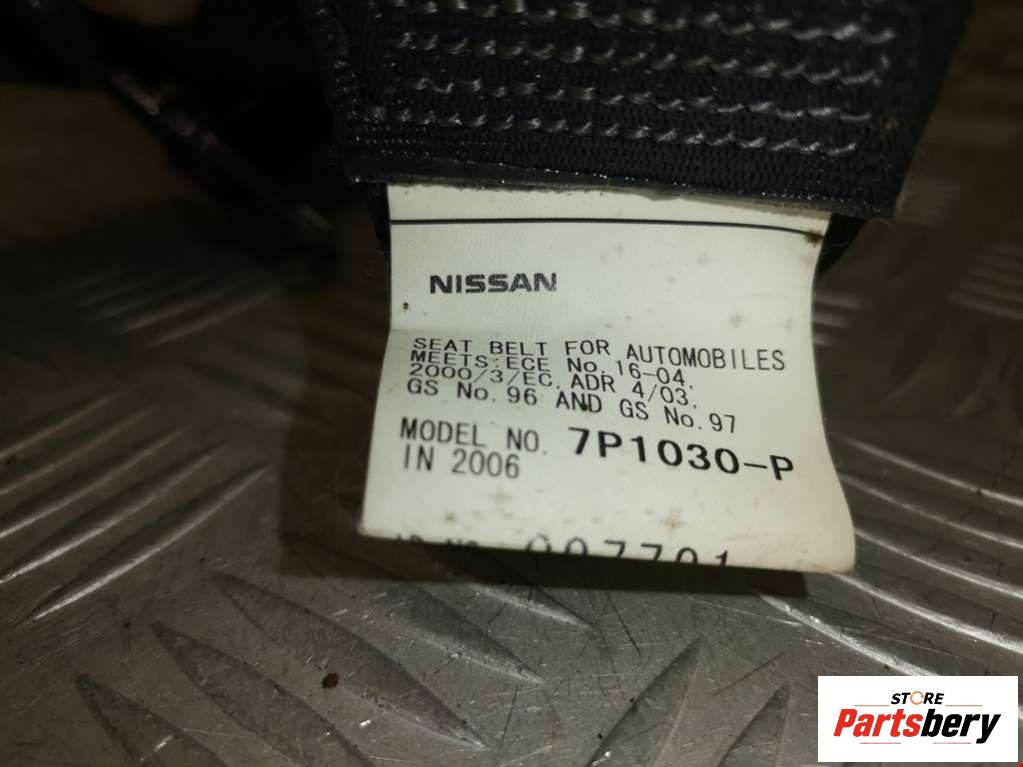 NISSAN
SEAT BELT FOR AUTOMOBILES
MEETS:ECE No.16-04,
2000/3/EC, ADR 4/03,
GS No.96 AND GS No.97
MODEL NO. 7P1030-P
IN 2006
STORE
Partsbery